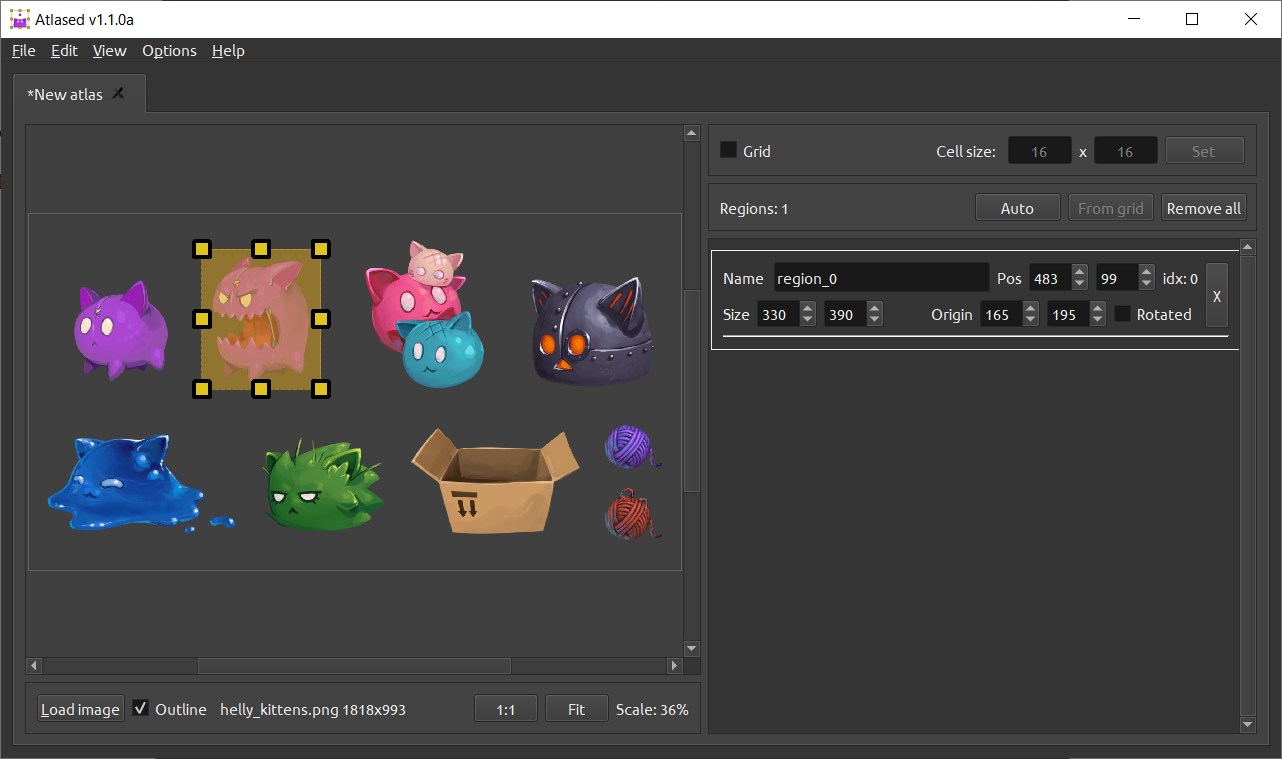 Atlased v1.1.0a
File Edit View Options Help
*New atlas
Grid Cell size: 16 x 16 Set
Regions: 1 Auto From grid Remove all
Name region_0 Pos 483 99 idx: 0 X
Size 330 390 Origin 165 195 Rotated
Load image Outline helly_kittens.png 1818x993 1:1 Fit Scale: 36%